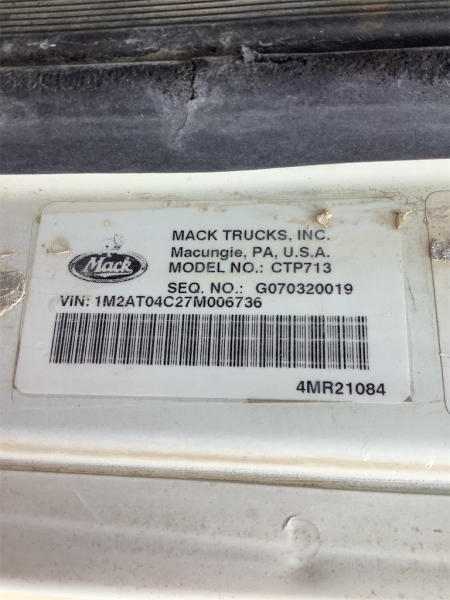 Mack
MACK TRUCKS, INC.
Macungie, PA, U.S.A.
MODEL NO.: CTP713
SEQ. NO.: G070320019
VIN: 1M2AT04C27M006736
4MR21084